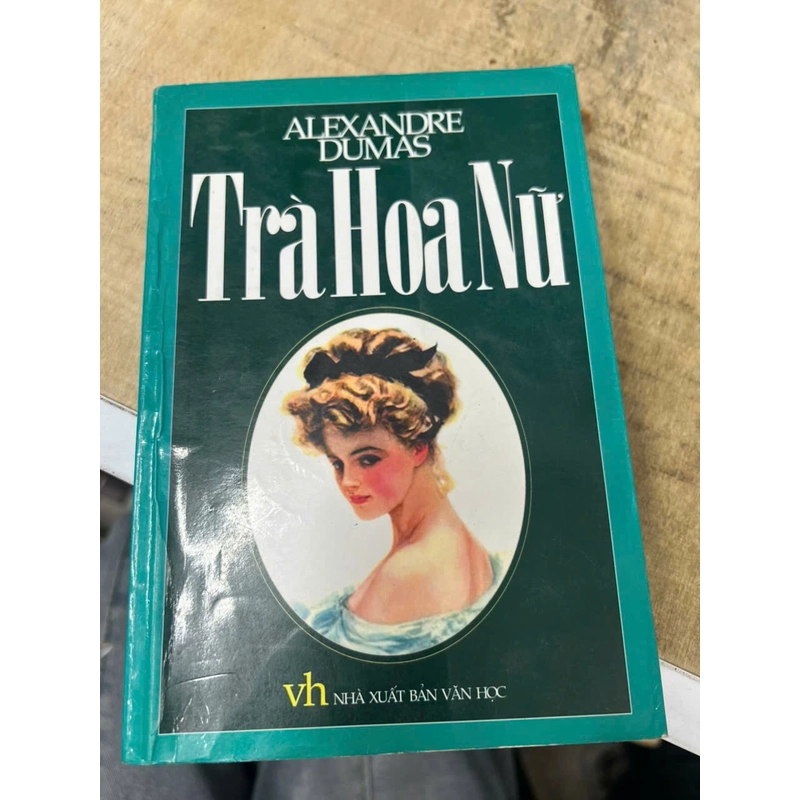 ALEXANDRE
DUMAS
Trà Hoa Nữ
vh NHÀ XUẤT BẢN VĂN HỌC